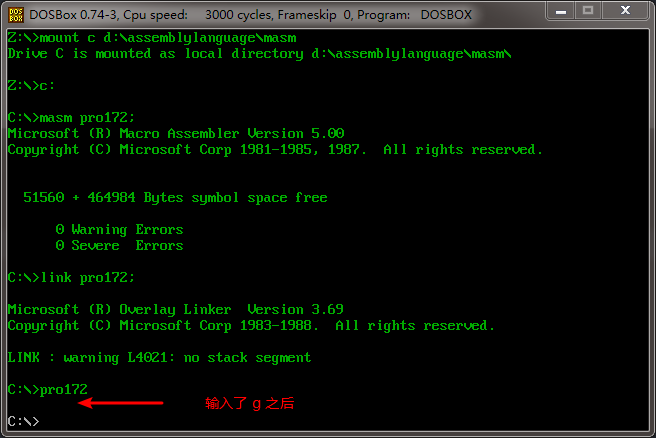 DOSBox 0.74-3, Cpu speed: 3000 cycles, Frameskip 0, Program: DOSBOX
Z:\>mount c d:\assemblylanguage\masm
Drive C is mounted as local directory d:\assemblylanguage\masm\
Z:\>c:
C:\>masm pro172;
Microsoft (R) Macro Assembler Version 5.00
Copyright (C) Microsoft Corp 1981-1985, 1987.  All rights reserved.
51560 + 464984 Bytes symbol space free
0 Warning Errors
0 Severe  Errors
C:\>link pro172;
Microsoft (R) Overlay Linker  Version 3.69
Copyright (C) Microsoft Corp 1983-1988.  All rights reserved.
LINK : warning L4021: no stack segment
C:\>pro172
输入了 g 之后
C:\>